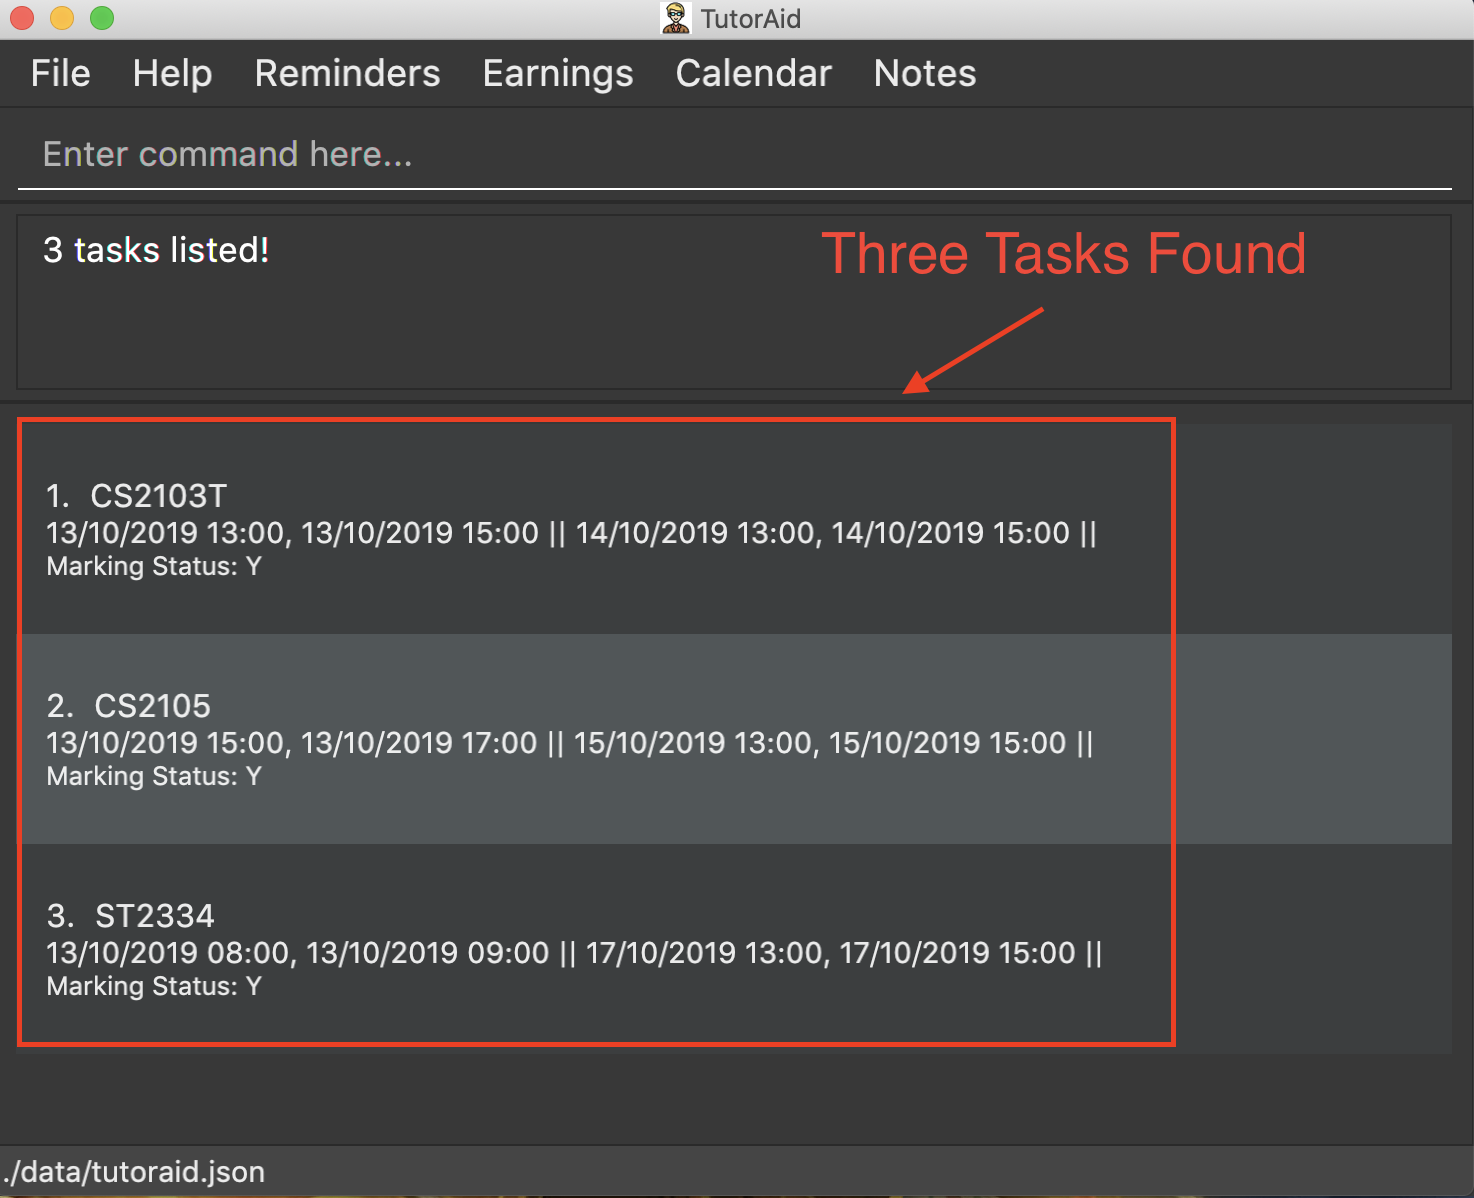 TutorAid
File Help Reminders Earnings Calendar Notes
Enter command here...
3 tasks listed!
Three Tasks Found
1. CS2103T
13/10/2019 13:00, 13/10/2019 15:00 || 14/10/2019 13:00, 14/10/2019 15:00 ||
Marking Status: Y
2. CS2105
13/10/2019 15:00, 13/10/2019 17:00 || 15/10/2019 13:00, 15/10/2019 15:00 ||
Marking Status: Y
3. ST2334
13/10/2019 08:00, 13/10/2019 09:00 || 17/10/2019 13:00, 17/10/2019 15:00 ||
Marking Status: Y
./data/tutoraid.json